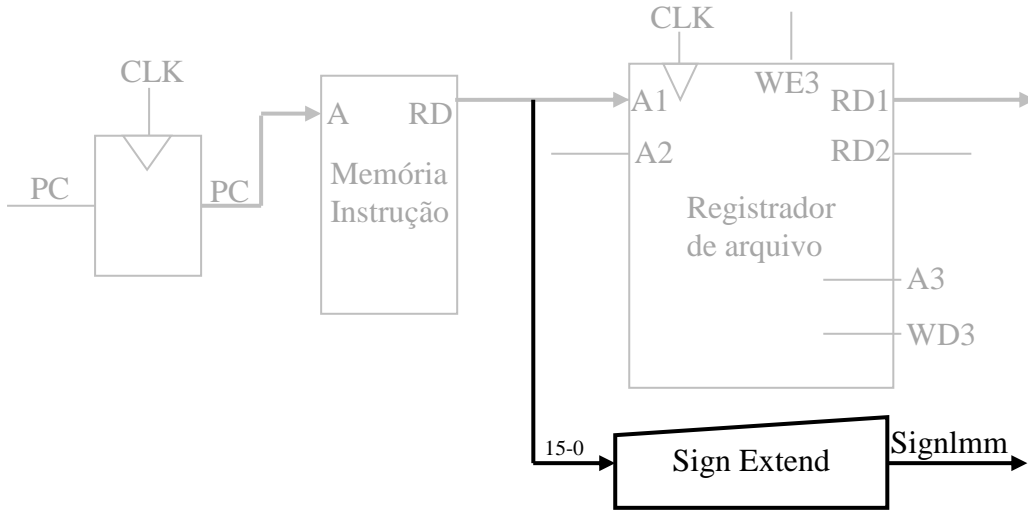 CLK
CLK
WE3
A RD
A1 RD1
A2 RD2
PC PC
Memória
Instrução
Registrador
de arquivo
A3
WD3
15-0
Sign Extend
SignImm